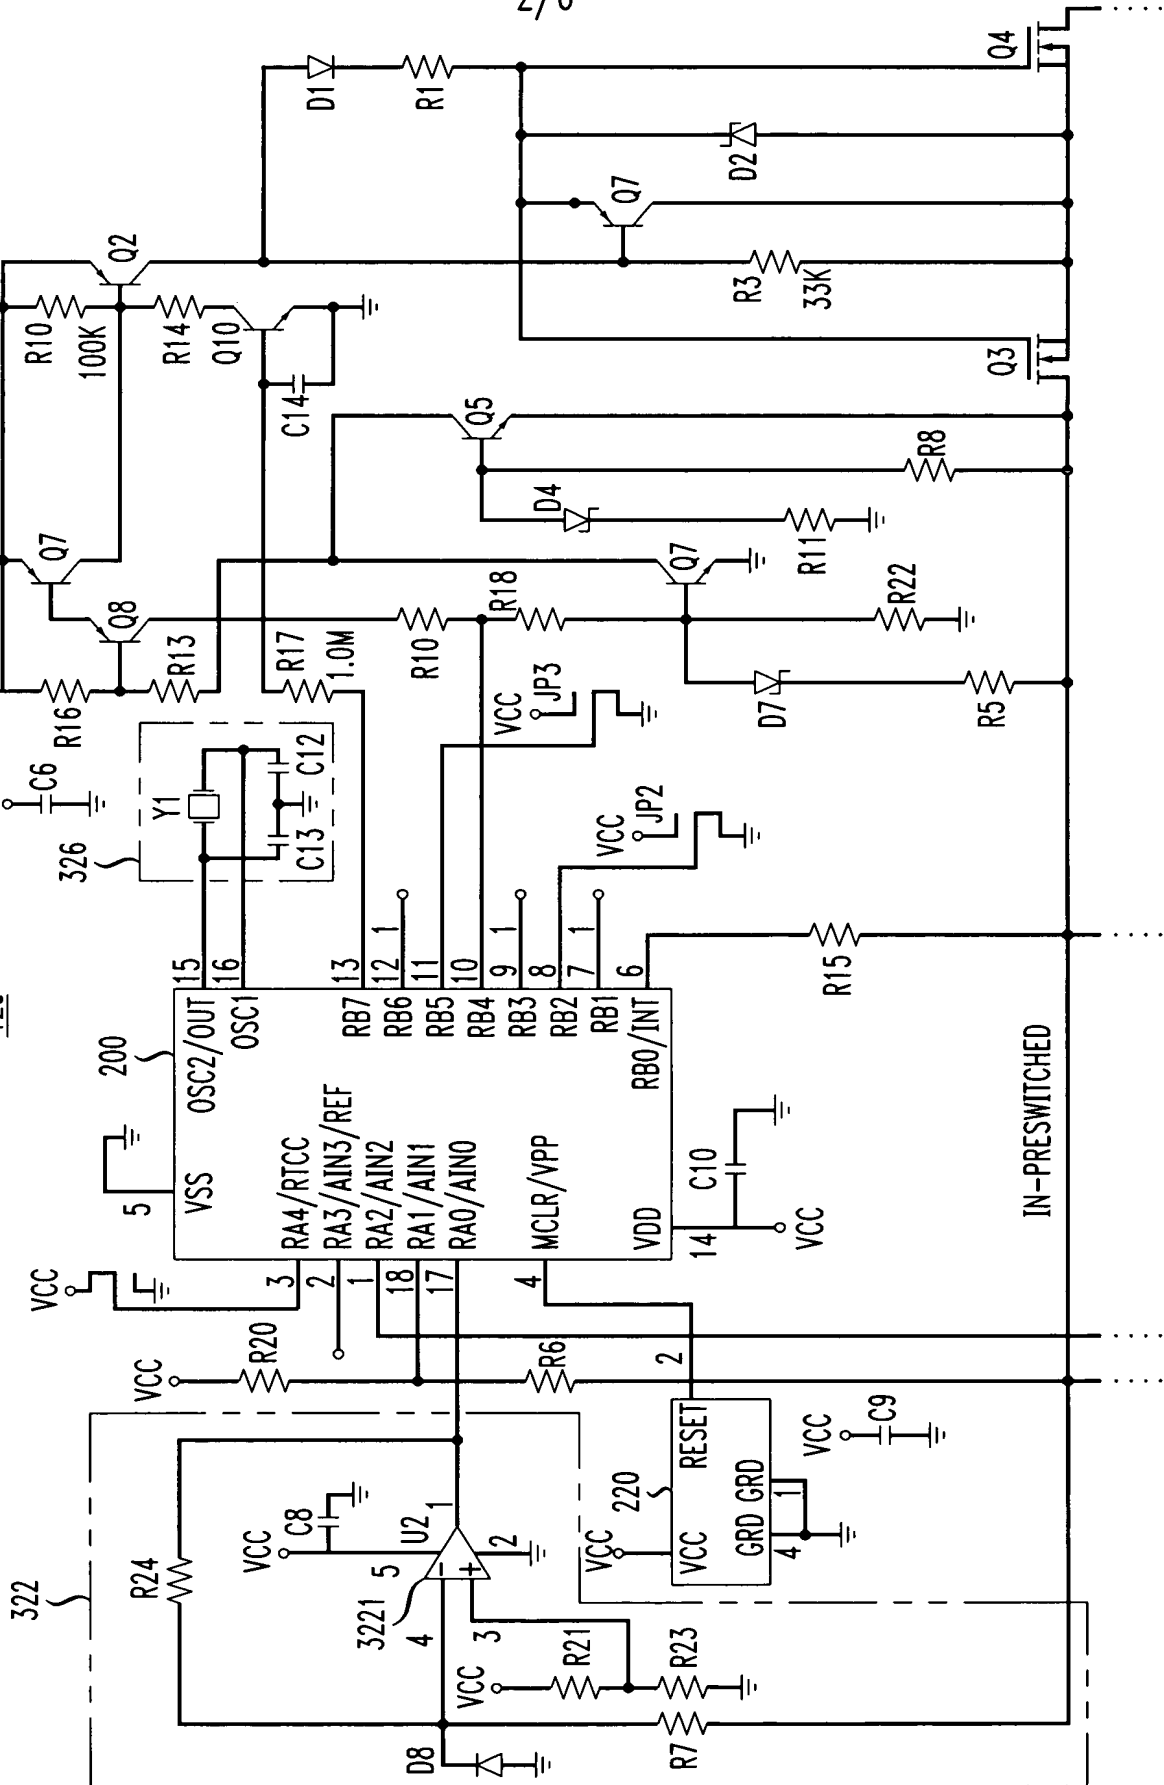 Q4
D1
R1
D2
Q7
Q2
R3
33K
R10
100K
R14
Q10
C14
Q3
Q5
R8
D4
R11
Q7
Q7
R18
R22
Q8
R10
R13
R17
1.0M
R16
JP3
VCC
D7
R5
C6
Y1
C12
C13
326
JP2
VCC
15
16
13
12
1
11
10
9
1
8
7
1
6
R15
200
OSC2/OUT
OSC1
RB7
RB6
RB5
RB4
RB3
RB2
RB1
RB0/INT
5
VSS
RA4/RTCC
RA3/AIN3/REF
RA2/AIN2
RA1/AIN1
RA0/AIN0
MCLR/VPP
VDD
C10
14
VCC
IN-PRESWITCHED
VCC
3
2
1
18
17
4
VCC
R20
R6
2
RESET
220
VCC
GRD
GRD
1
4
VCC
C9
VCC
322
R24
VCC
C8
U2
1
5
2
-
+
3221
4
3
VCC
R21
R23
D8
R7